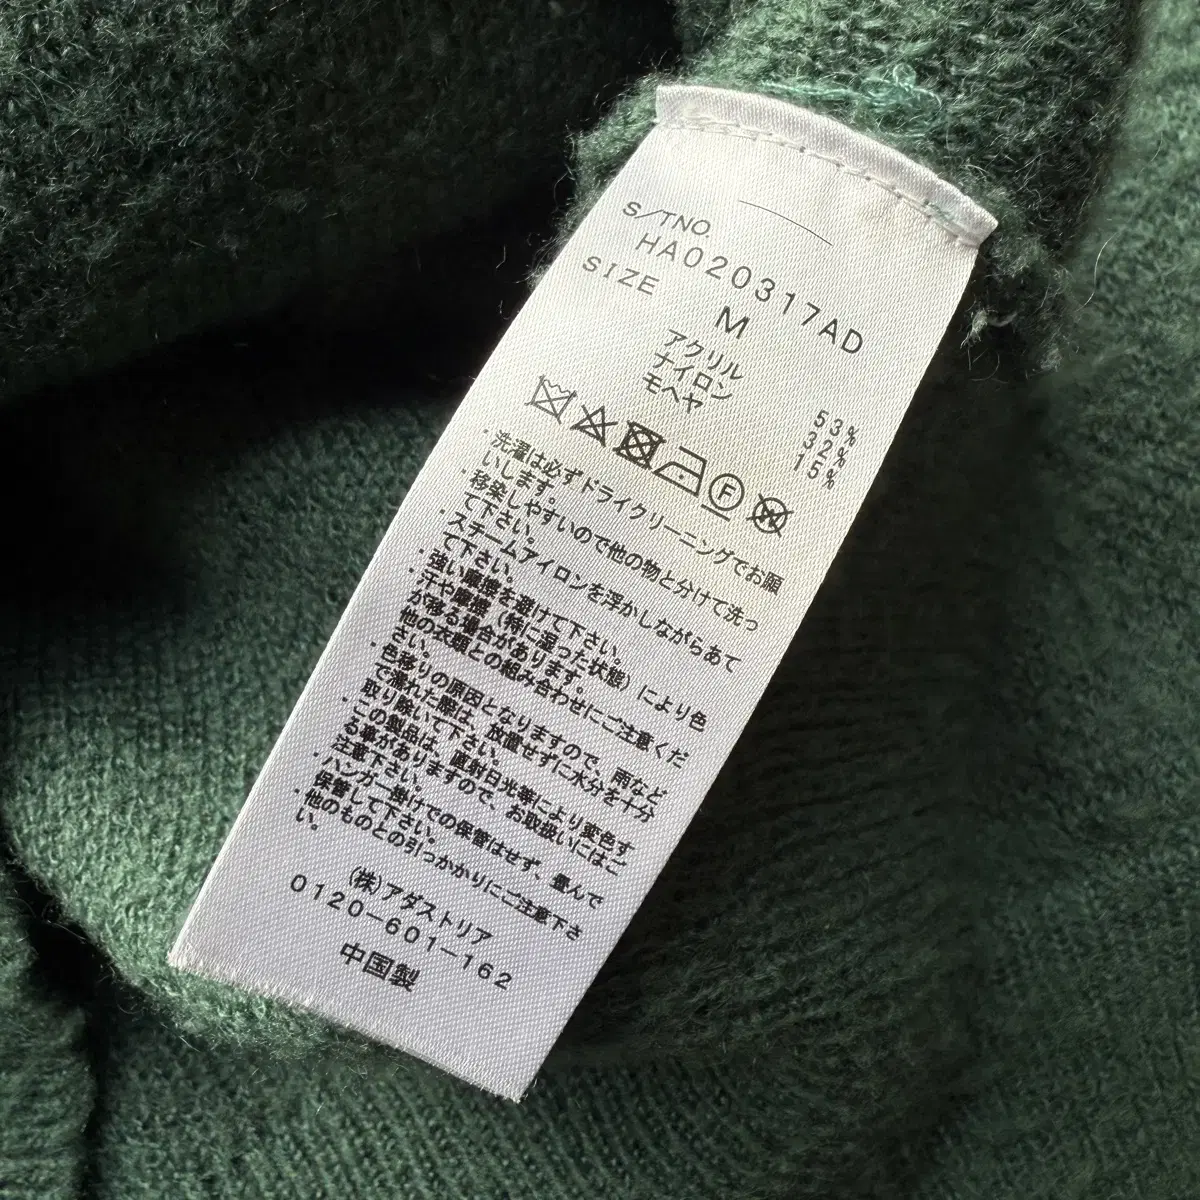 S/TNO.
HA020317AD
SIZE
M
アクリル 53%
ナイロン 32%
モヘヤ 15%
F
W
・洗濯は必ずドライクリーニングでお願
いします。
・移染しやすいので他の物と分けて洗っ
て下さい。
・スチームアイロンを浮かしながらあて
て下さい。
・強い摩擦を避けて下さい。
・汗や摩擦(特に湿った状態)により色
が移る場合があります。
他の衣類との組み合わせにご注意くだ
さい。
・色移りの原因となりますので、雨など
で濡れた際は、放置せずに水分を十分
取り除いて下さい。
・この製品は、直射日光等により変色す
る事がありますので、お取扱いにはご
注意下さい。
・ハンガー掛けでの保管はせず、畳んで
保管して下さい。
・他のものとの引っかかりにご注意下さ
い。
(株)アダストリア
0120-601-162
中国製